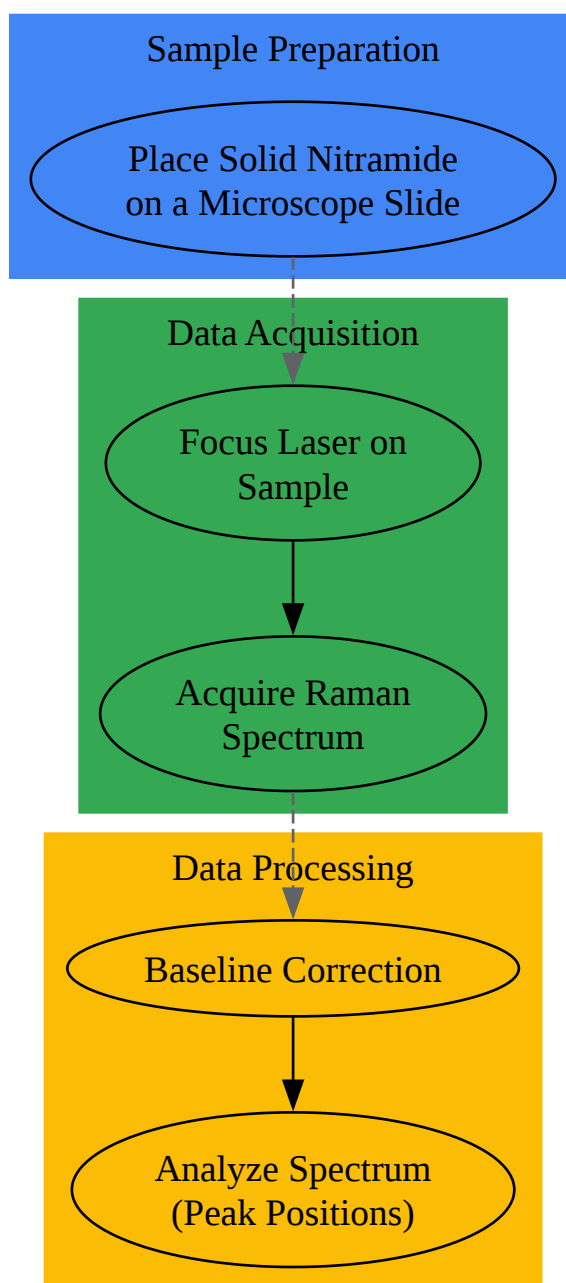 Sample Preparation
Place Solid Nitramide
on a Microscope Slide
Data Acquisition
Focus Laser on
Sample
Acquire Raman
Spectrum
Data Processing
Baseline Correction
Analyze Spectrum
(Peak Positions)